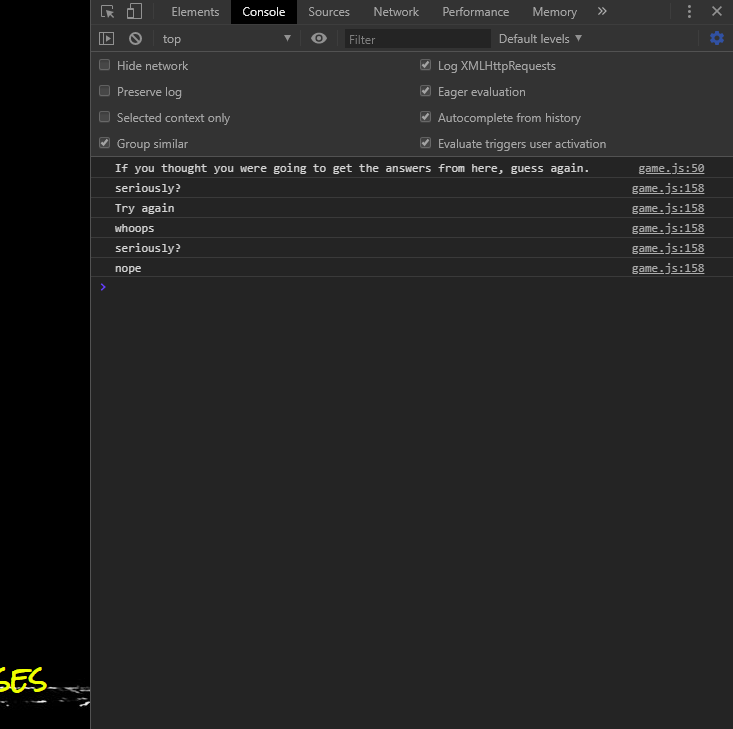 Elements Console Sources Network Performance Memory »
top Filter Default levels
Hide network Log XMLHttpRequests
Preserve log Eager evaluation
Selected context only Autocomplete from history
Group similar Evaluate triggers user activation
If you thought you were going to get the answers from here, guess again. game.js:50
seriously? game.js:158
Try again game.js:158
whoops game.js:158
seriously? game.js:158
nope game.js:158
>
SES